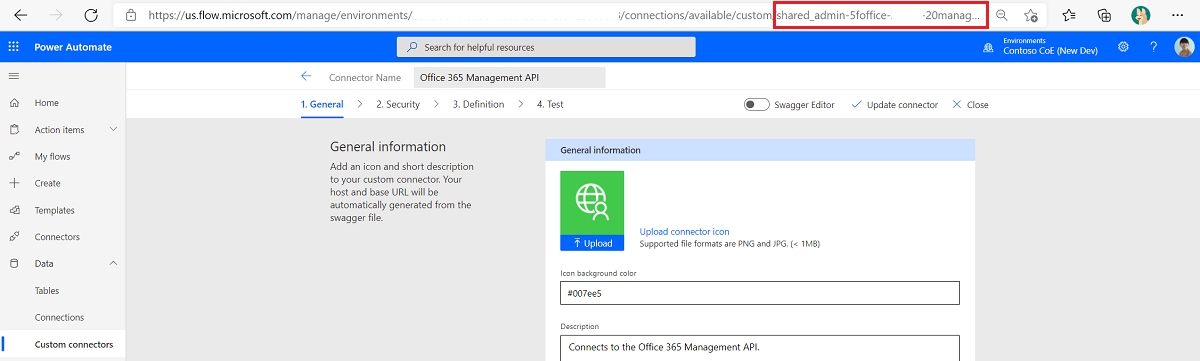 https://us.flow.microsoft.com/manage/environments/ /connections/available/custom/shared_admin-5foffice- -20manag...
Power Automate
Search for helpful resources
Environments
Contoso CoE (New Dev)
Connector Name
Office 365 Management API
1. General
2. Security
3. Definition
4. Test
Swagger Editor
Update connector
Close
Home
Action items
My flows
Create
Templates
Connectors
Data
Tables
Connections
Custom connectors
General information
Add an icon and short description
to your custom connector. Your
host and base URL will be
automatically generated from the
swagger file.
General information
Upload
Upload connector icon
Supported file formats are PNG and JPG. (< 1MB)
Icon background color
#007ee5
Description
Connects to the Office 365 Management API.